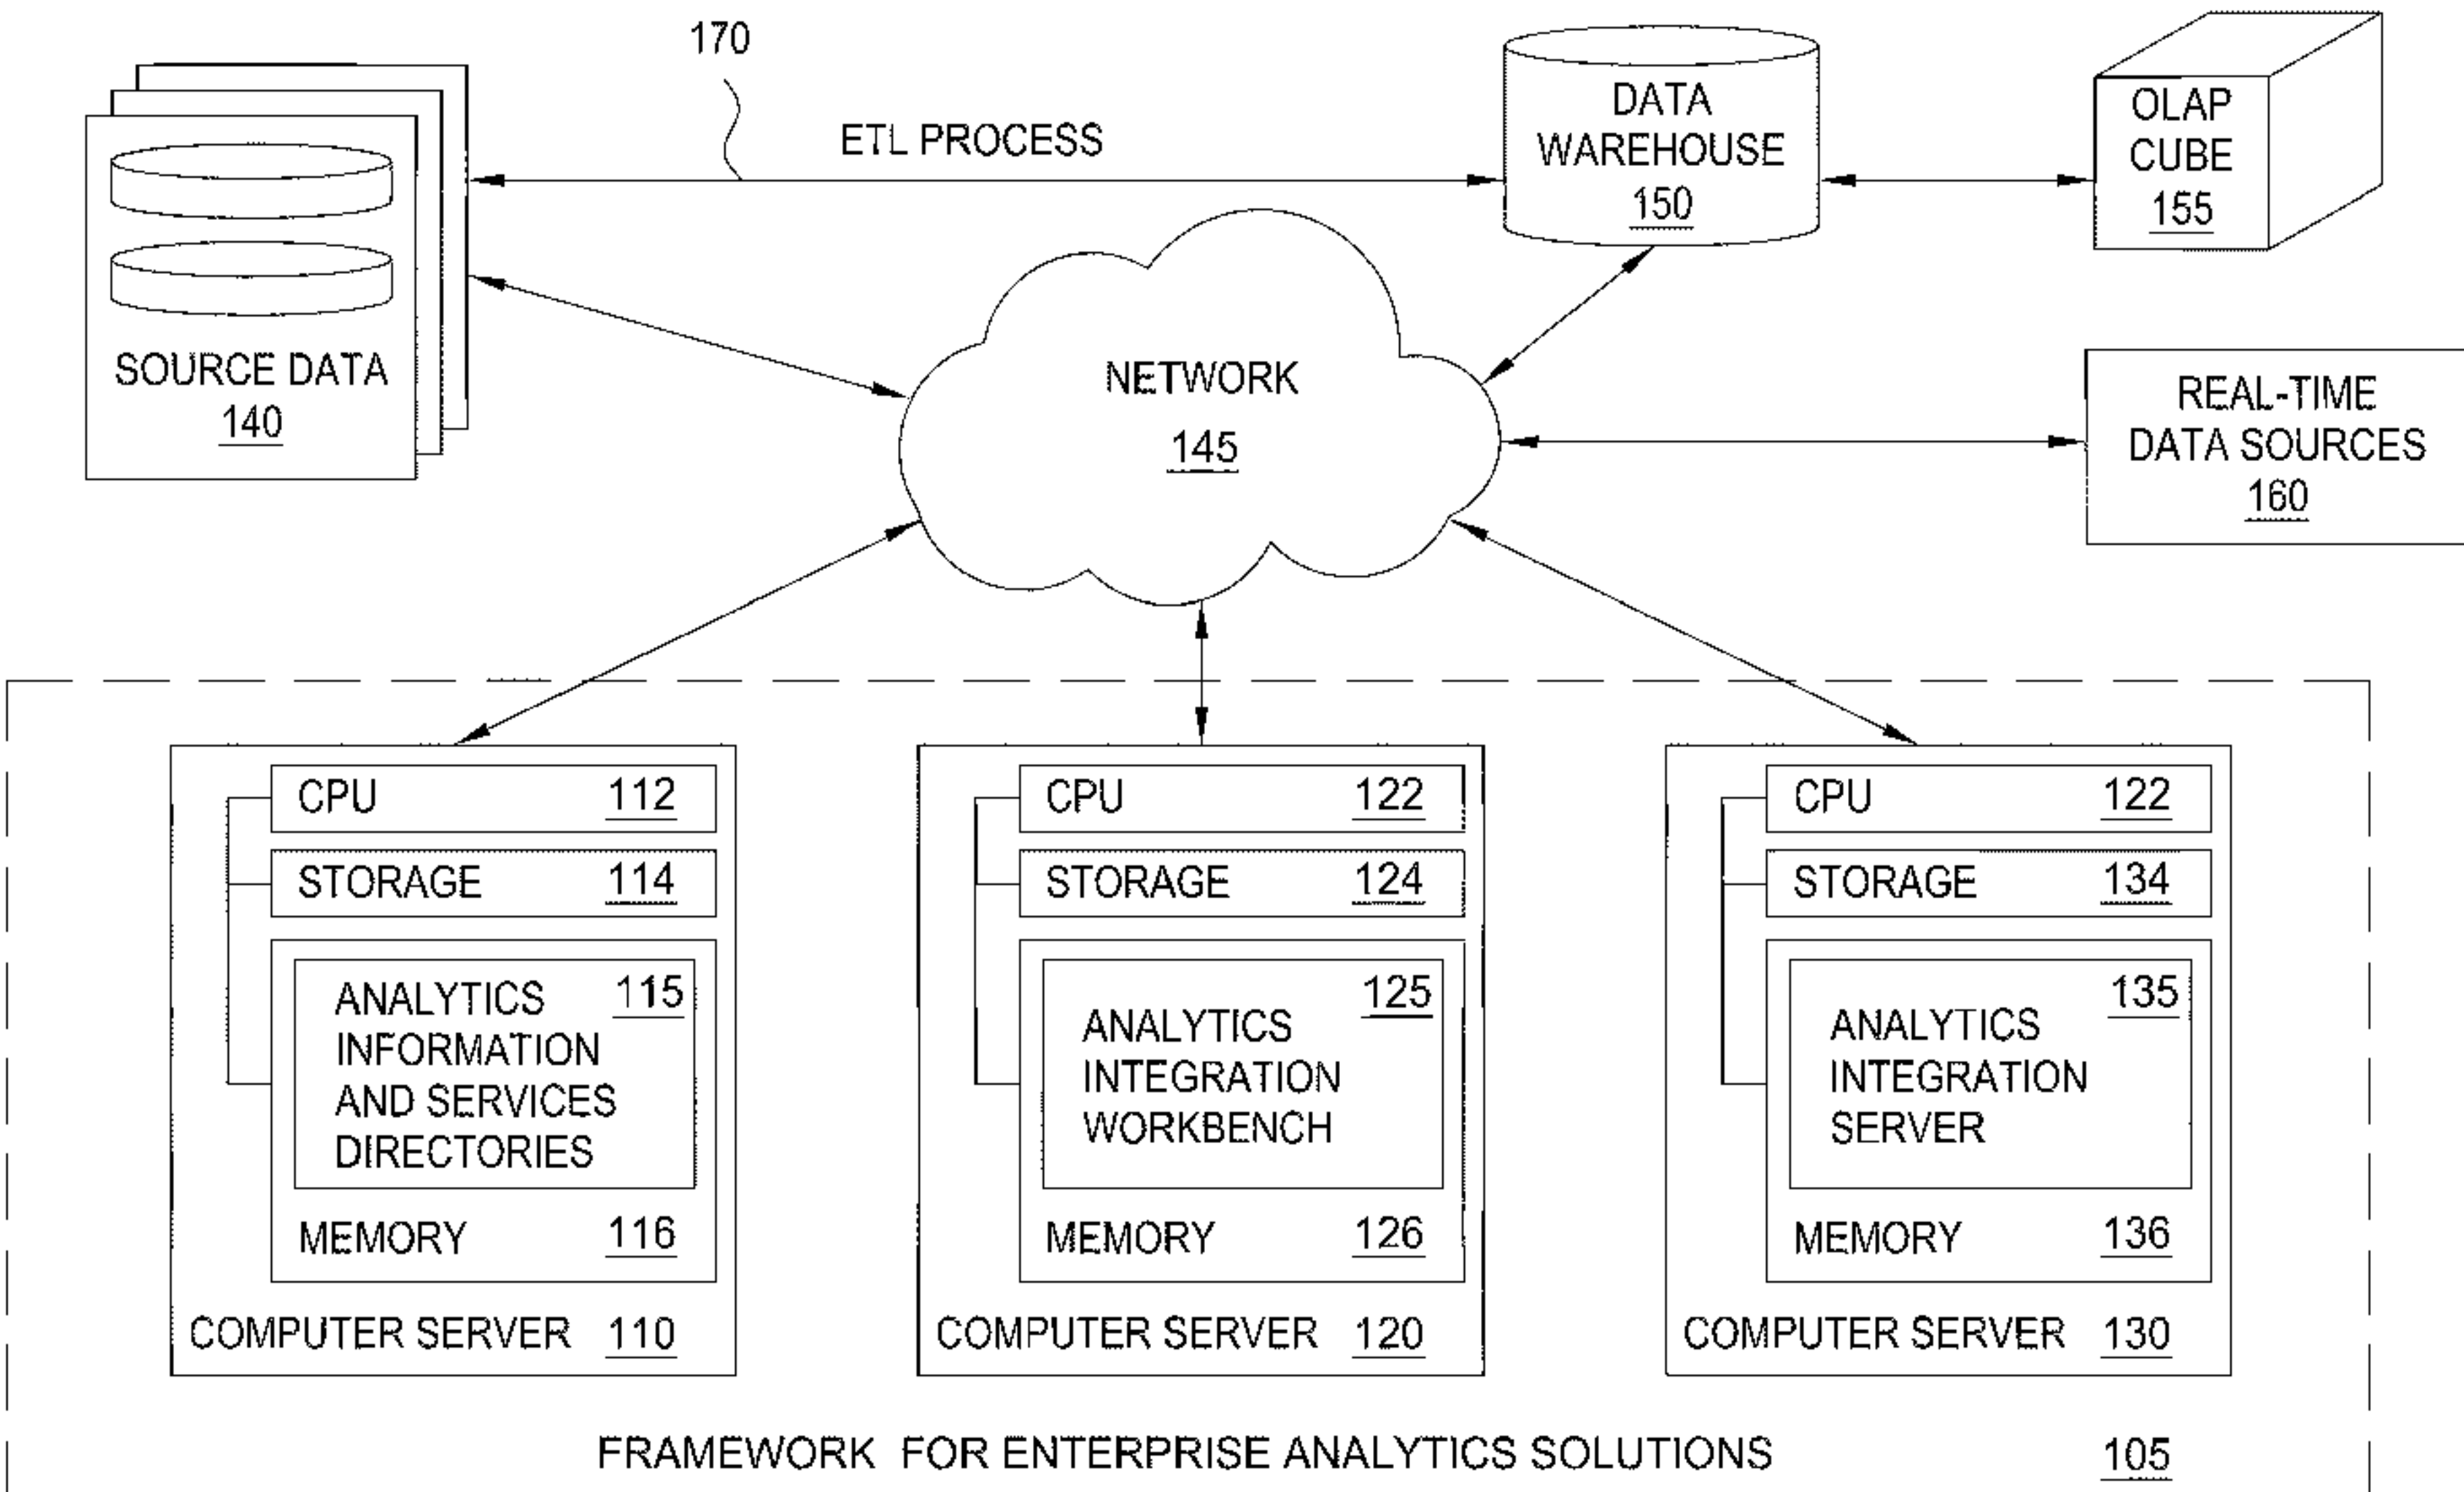 170
ETL PROCESS
DATA
WAREHOUSE
150
OLAP
CUBE
155
SOURCE DATA
140
NETWORK
145
REAL-TIME
DATA SOURCES
160
CPU 112
STORAGE 114
ANALYTICS 115
INFORMATION
AND SERVICES
DIRECTORIES
MEMORY 116
COMPUTER SERVER 110
CPU 122
STORAGE 124
125
ANALYTICS
INTEGRATION
WORKBENCH
MEMORY 126
COMPUTER SERVER 120
CPU 122
STORAGE 134
135
ANALYTICS
INTEGRATION
SERVER
MEMORY 136
COMPUTER SERVER 130
FRAMEWORK FOR ENTERPRISE ANALYTICS SOLUTIONS 105